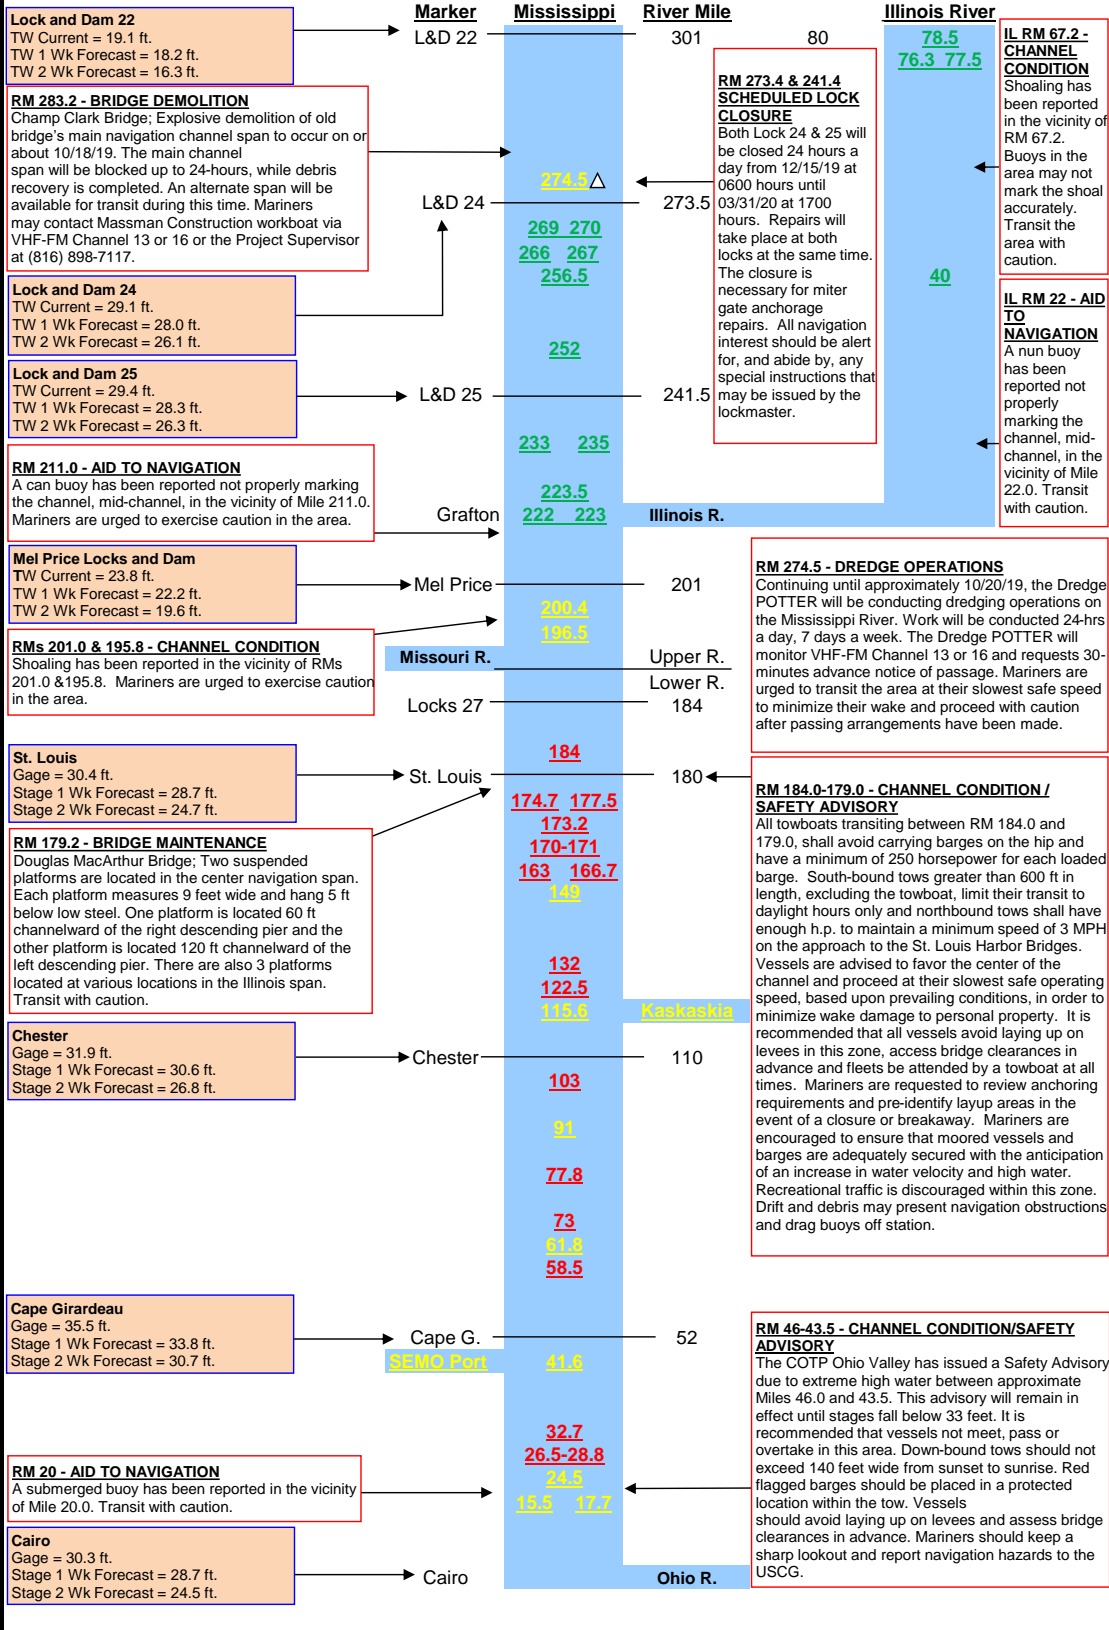 Marker Mississippi River Mile Illinois River
Lock and Dam 22
TW Current = 19.1 ft.
TW 1 Wk Forecast = 18.2 ft.
TW 2 Wk Forecast = 16.3 ft.
L&D 22 301 80
78.5
76.3 77.5
IL RM 67.2 -
CHANNEL
CONDITION
Shoaling has
been reported
in the vicinity of
RM 67.2.
Buoys in the
area may not
mark the shoal
accurately.
Transit the
area with
caution.
RM 283.2 - BRIDGE DEMOLITION
Champ Clark Bridge; Explosive demolition of old
bridge's main navigation channel span to occur on or
about 10/18/19. The main channel
span will be blocked up to 24-hours, while debris
recovery is completed. An alternate span will be
available for transit during this time. Mariners
may contact Massman Construction workboat via
VHF-FM Channel 13 or 16 or the Project Supervisor
at (816) 898-7117.
RM 273.4 & 241.4
SCHEDULED LOCK
CLOSURE
Both Lock 24 & 25 will
be closed 24 hours a
day from 12/15/19 at
0600 hours until
03/31/20 at 1700
hours. Repairs will
take place at both
locks at the same time.
The closure is
necessary for miter
gate anchorage
repairs. All navigation
interest should be alert
for, and abide by, any
special instructions that
may be issued by the
lockmaster.
274.5
L&D 24 273.5
269 270
266 267
256.5
40
Lock and Dam 24
TW Current = 29.1 ft.
TW 1 Wk Forecast = 28.0 ft.
TW 2 Wk Forecast = 26.1 ft.
IL RM 22 - AID
TO
NAVIGATION
A nun buoy
has been
reported not
properly
marking the
channel, mid-
channel, in the
vicinity of Mile
22.0. Transit
with caution.
252
Lock and Dam 25
TW Current = 29.4 ft.
TW 1 Wk Forecast = 28.3 ft.
TW 2 Wk Forecast = 26.3 ft.
L&D 25 241.5
233 235
RM 211.0 - AID TO NAVIGATION
A can buoy has been reported not properly marking
the channel, mid-channel, in the vicinity of Mile 211.0.
Mariners are urged to exercise caution in the area.
223.5
Grafton 222 223 Illinois R.
Mel Price Locks and Dam
TW Current = 23.8 ft.
TW 1 Wk Forecast = 22.2 ft.
TW 2 Wk Forecast = 19.6 ft.
Mel Price 201
200.4
196.5
RM 274.5 - DREDGE OPERATIONS
Continuing until approximately 10/20/19, the Dredge
POTTER will be conducting dredging operations on
the Mississippi River. Work will be conducted 24-hrs
a day, 7 days a week. The Dredge POTTER will
monitor VHF-FM Channel 13 or 16 and requests 30-
minutes advance notice of passage. Mariners are
urged to transit the area at their slowest safe speed
to minimize their wake and proceed with caution
after passing arrangements have been made.
RMs 201.0 & 195.8 - CHANNEL CONDITION
Shoaling has been reported in the vicinity of RMs
201.0 &195.8. Mariners are urged to exercise caution
in the area.
Missouri R. Upper R.
Lower R.
Locks 27 184
184
St. Louis
Gage = 30.4 ft.
Stage 1 Wk Forecast = 28.7 ft.
Stage 2 Wk Forecast = 24.7 ft.
St. Louis 180
174.7 177.5
173.2
170-171
163 166.7
149
RM 179.2 - BRIDGE MAINTENANCE
Douglas MacArthur Bridge; Two suspended
platforms are located in the center navigation span.
Each platform measures 9 feet wide and hang 5 ft
below low steel. One platform is located 60 ft
channelward of the right descending pier and the
other platform is located 120 ft channelward of the
left descending pier. There are also 3 platforms
located at various locations in the Illinois span.
Transit with caution.
RM 184.0-179.0 - CHANNEL CONDITION /
SAFETY ADVISORY
All towboats transiting between RM 184.0 and
179.0, shall avoid carrying barges on the hip and
have a minimum of 250 horsepower for each loaded
barge. South-bound tows greater than 600 ft in
length, excluding the towboat, limit their transit to
daylight hours only and northbound tows shall have
enough h.p. to maintain a minimum speed of 3 MPH
on the approach to the St. Louis Harbor Bridges.
Vessels are advised to favor the center of the
channel and proceed at their slowest safe operating
speed, based upon prevailing conditions, in order to
minimize wake damage to personal property. It is
recommended that all vessels avoid laying up on
levees in this zone, access bridge clearances in
advance and fleets be attended by a towboat at all
times. Mariners are requested to review anchoring
requirements and pre-identify layup areas in the
event of a closure or breakaway. Mariners are
encouraged to ensure that moored vessels and
barges are adequately secured with the anticipation
of an increase in water velocity and high water.
Recreational traffic is discouraged within this zone.
Drift and debris may present navigation obstructions
and drag buoys off station.
132
122.5
115.6 Kaskaskia
Chester
Gage = 31.9 ft.
Stage 1 Wk Forecast = 30.6 ft.
Stage 2 Wk Forecast = 26.8 ft.
Chester 110
103
91
77.8
73
61.8
58.5
Cape Girardeau
Gage = 35.5 ft.
Stage 1 Wk Forecast = 33.8 ft.
Stage 2 Wk Forecast = 30.7 ft.
Cape G. 52
SEMO Port 41.6
RM 46-43.5 - CHANNEL CONDITION/SAFETY
ADVISORY
The COTP Ohio Valley has issued a Safety Advisory
due to extreme high water between approximate
Miles 46.0 and 43.5. This advisory will remain in
effect until stages fall below 33 feet. It is
recommended that vessels not meet, pass or
overtake in this area. Down-bound tows should not
exceed 140 feet wide from sunset to sunrise. Red
flagged barges should be placed in a protected
location within the tow. Vessels
should avoid laying up on levees and assess bridge
clearances in advance. Mariners should keep a
sharp lookout and report navigation hazards to the
USCG.
32.7
26.5-28.8
24.5
15.5 17.7
RM 20 - AID TO NAVIGATION
A submerged buoy has been reported in the vicinity
of Mile 20.0. Transit with caution.
Cairo
Gage = 30.3 ft.
Stage 1 Wk Forecast = 28.7 ft.
Stage 2 Wk Forecast = 24.5 ft.
Cairo Ohio R.